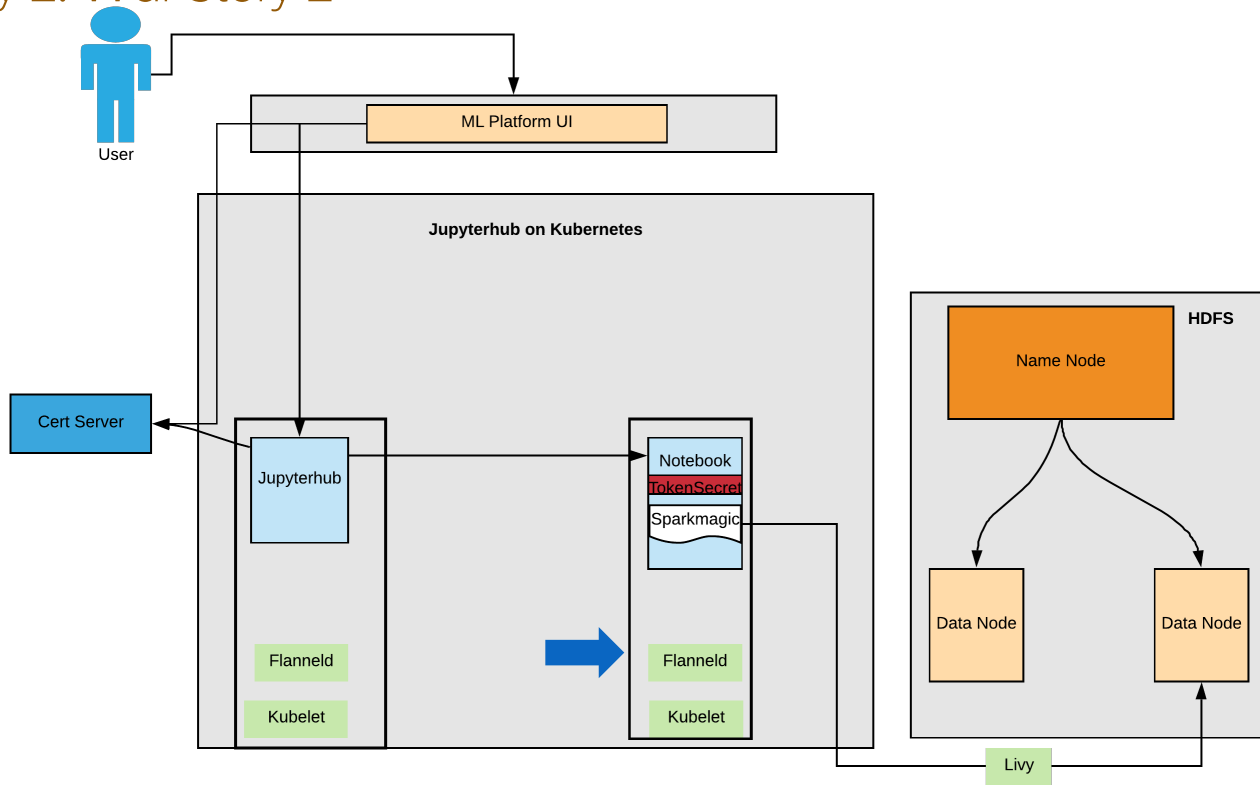 User
ML Platform UI
Jupyterhub on Kubernetes
HDFS
Name Node
Cert Server
Jupyterhub
Notebook
TokenSecret
Sparkmagic
Data Node
Data Node
Flanneld
Flanneld
Kubelet
Kubelet
Livy